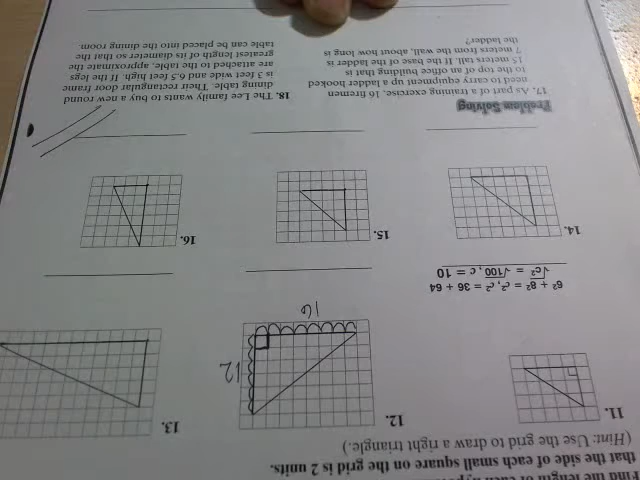 Find the length of each
that the side of each small square on the grid is 2 units.
(Hint: Use the grid to draw a right triangle.)
11.
6² + 8² = c², c² = 36 + 64
√c² = √100, c = 10
12.
12
16
13.
14.
15.
16.
Problem Solving
17. As part of a training exercise, 16 firemen
need to carry equipment up a ladder hooked
to the top of an office building that is
15 meters tall. If the base of the ladder is
7 meters from the wall, about how long is
the ladder?
18. The Lee family wants to buy a new round
dining table. Their rectangular door frame
is 3 feet wide and 6.5 feet high. If the legs
are attached to the table, approximate the
greatest length of its diameter so that the
table can be placed into the dining room.